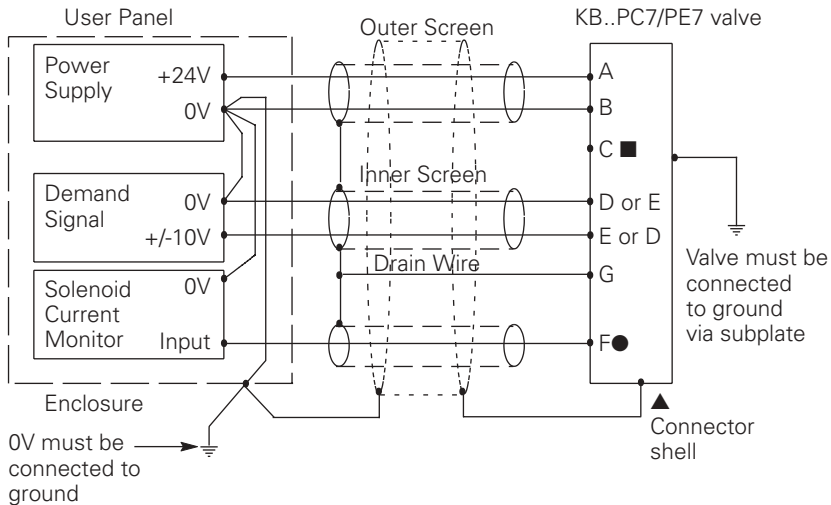 User Panel
Outer Screen
KB..PC7/PE7 valve
Power
Supply
+24V
0V
A
B
C ■
Inner Screen
Demand
Signal
0V
+/-10V
D or E
E or D
Drain Wire
G
Solenoid
Current
Monitor
0V
Input
F●
Valve must be
connected
to ground
via subplate
Enclosure
▲
Connector
shell
0V must be
connected to
ground